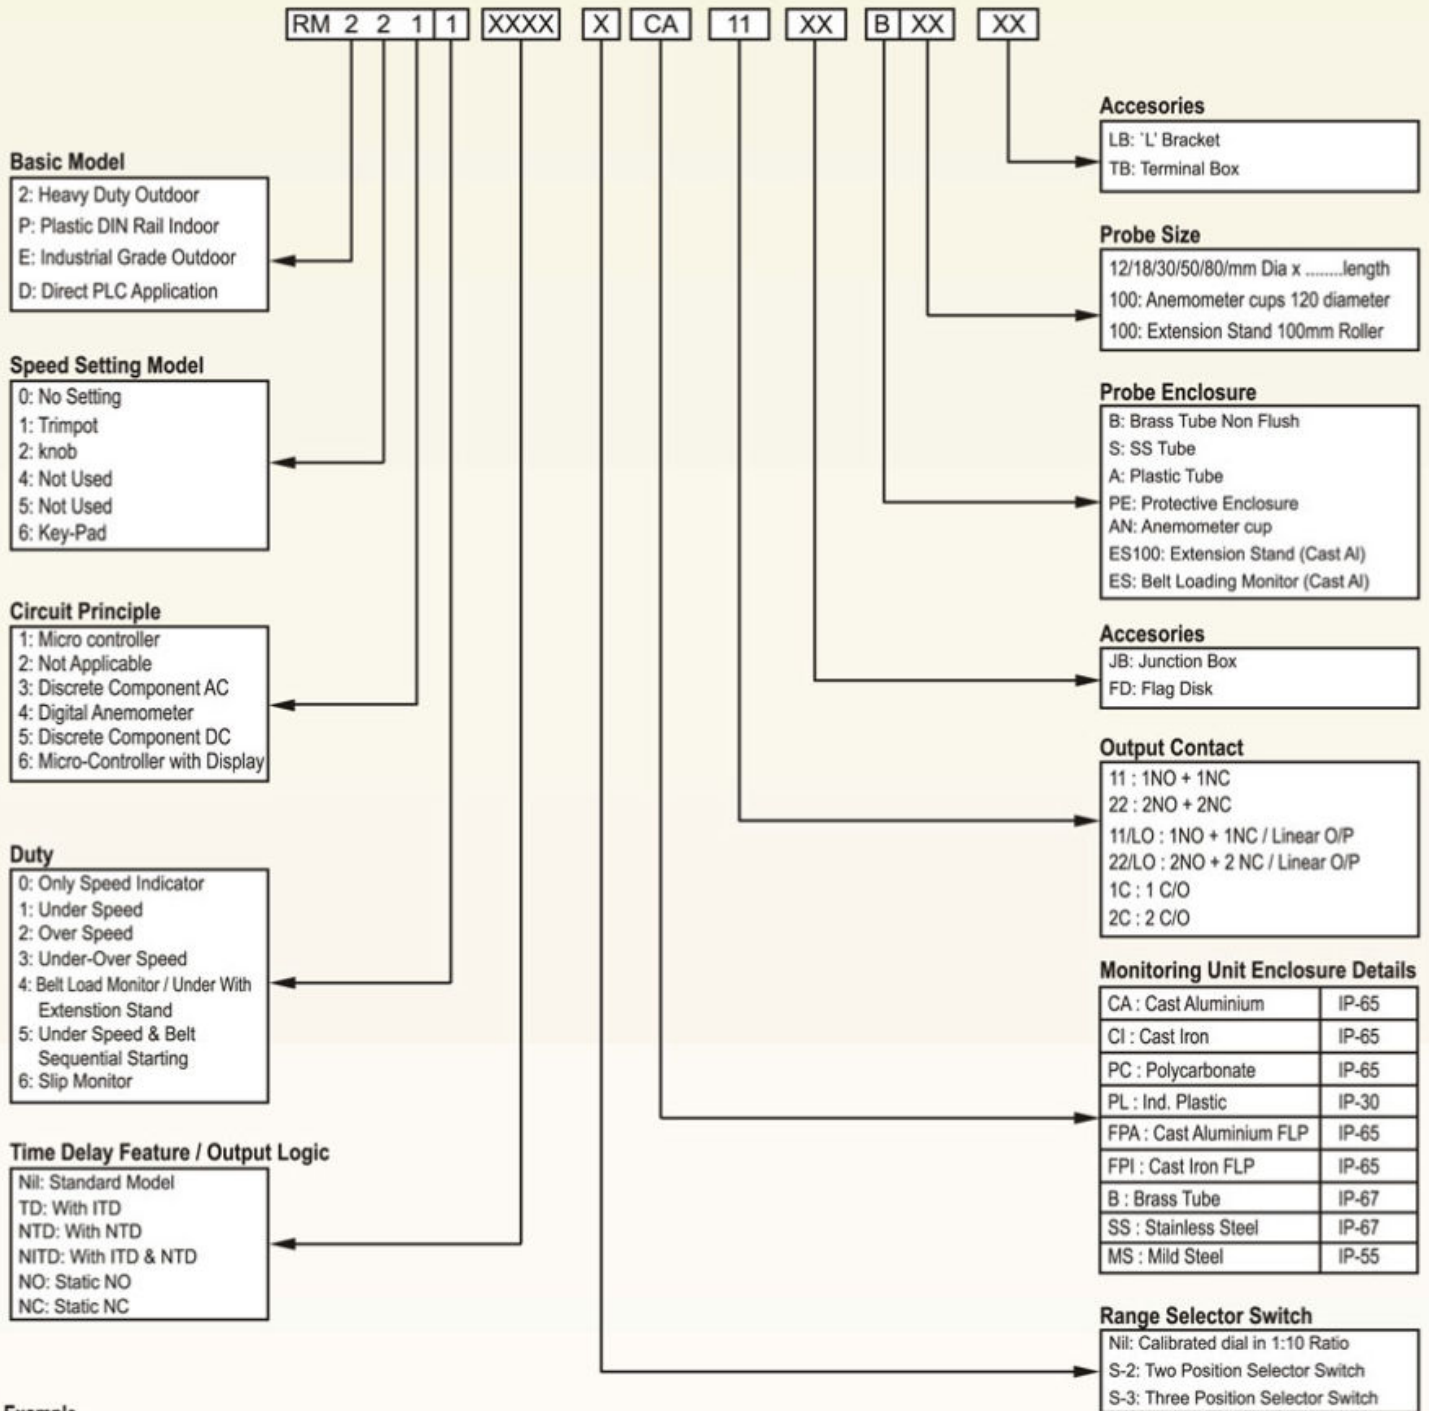 RM 2 2 1 1 XXXX X CA 11 XX B XX XX
Basic Model
2: Heavy Duty Outdoor
P: Plastic DIN Rail Indoor
E: Industrial Grade Outdoor
D: Direct PLC Application
Speed Setting Model
0: No Setting
1: Trimpot
2: knob
4: Not Used
5: Not Used
6: Key-Pad
Circuit Principle
1: Micro controller
2: Not Applicable
3: Discrete Component AC
4: Digital Anemometer
5: Discrete Component DC
6: Micro-Controller with Display
Duty
0: Only Speed Indicator
1: Under Speed
2: Over Speed
3: Under-Over Speed
4: Belt Load Monitor / Under With
Extenstion Stand
5: Under Speed & Belt
Sequential Starting
6: Slip Monitor
Time Delay Feature / Output Logic
Nil: Standard Model
TD: With ITD
NTD: With NTD
NITD: With ITD & NTD
NO: Static NO
NC: Static NC
Accesories
LB: `L' Bracket
TB: Terminal Box
Probe Size
12/18/30/50/80/mm Dia x ........length
100: Anemometer cups 120 diameter
100: Extension Stand 100mm Roller
Probe Enclosure
B: Brass Tube Non Flush
S: SS Tube
A: Plastic Tube
PE: Protective Enclosure
AN: Anemometer cup
ES100: Extension Stand (Cast Al)
ES: Belt Loading Monitor (Cast Al)
Accesories
JB: Junction Box
FD: Flag Disk
Output Contact
11 : 1NO + 1NC
22 : 2NO + 2NC
11/LO : 1NO + 1NC / Linear O/P
22/LO : 2NO + 2 NC / Linear O/P
1C : 1 C/O
2C : 2 C/O
Monitoring Unit Enclosure Details
CA : Cast Aluminium IP-65
CI : Cast Iron IP-65
PC : Polycarbonate IP-65
PL : Ind. Plastic IP-30
FPA : Cast Aluminium FLP IP-65
FPI : Cast Iron FLP IP-65
B : Brass Tube IP-67
SS : Stainless Steel IP-67
MS : Mild Steel IP-55
Range Selector Switch
Nil: Calibrated dial in 1:10 Ratio
S-2: Two Position Selector Switch
S-3: Three Position Selector Switch